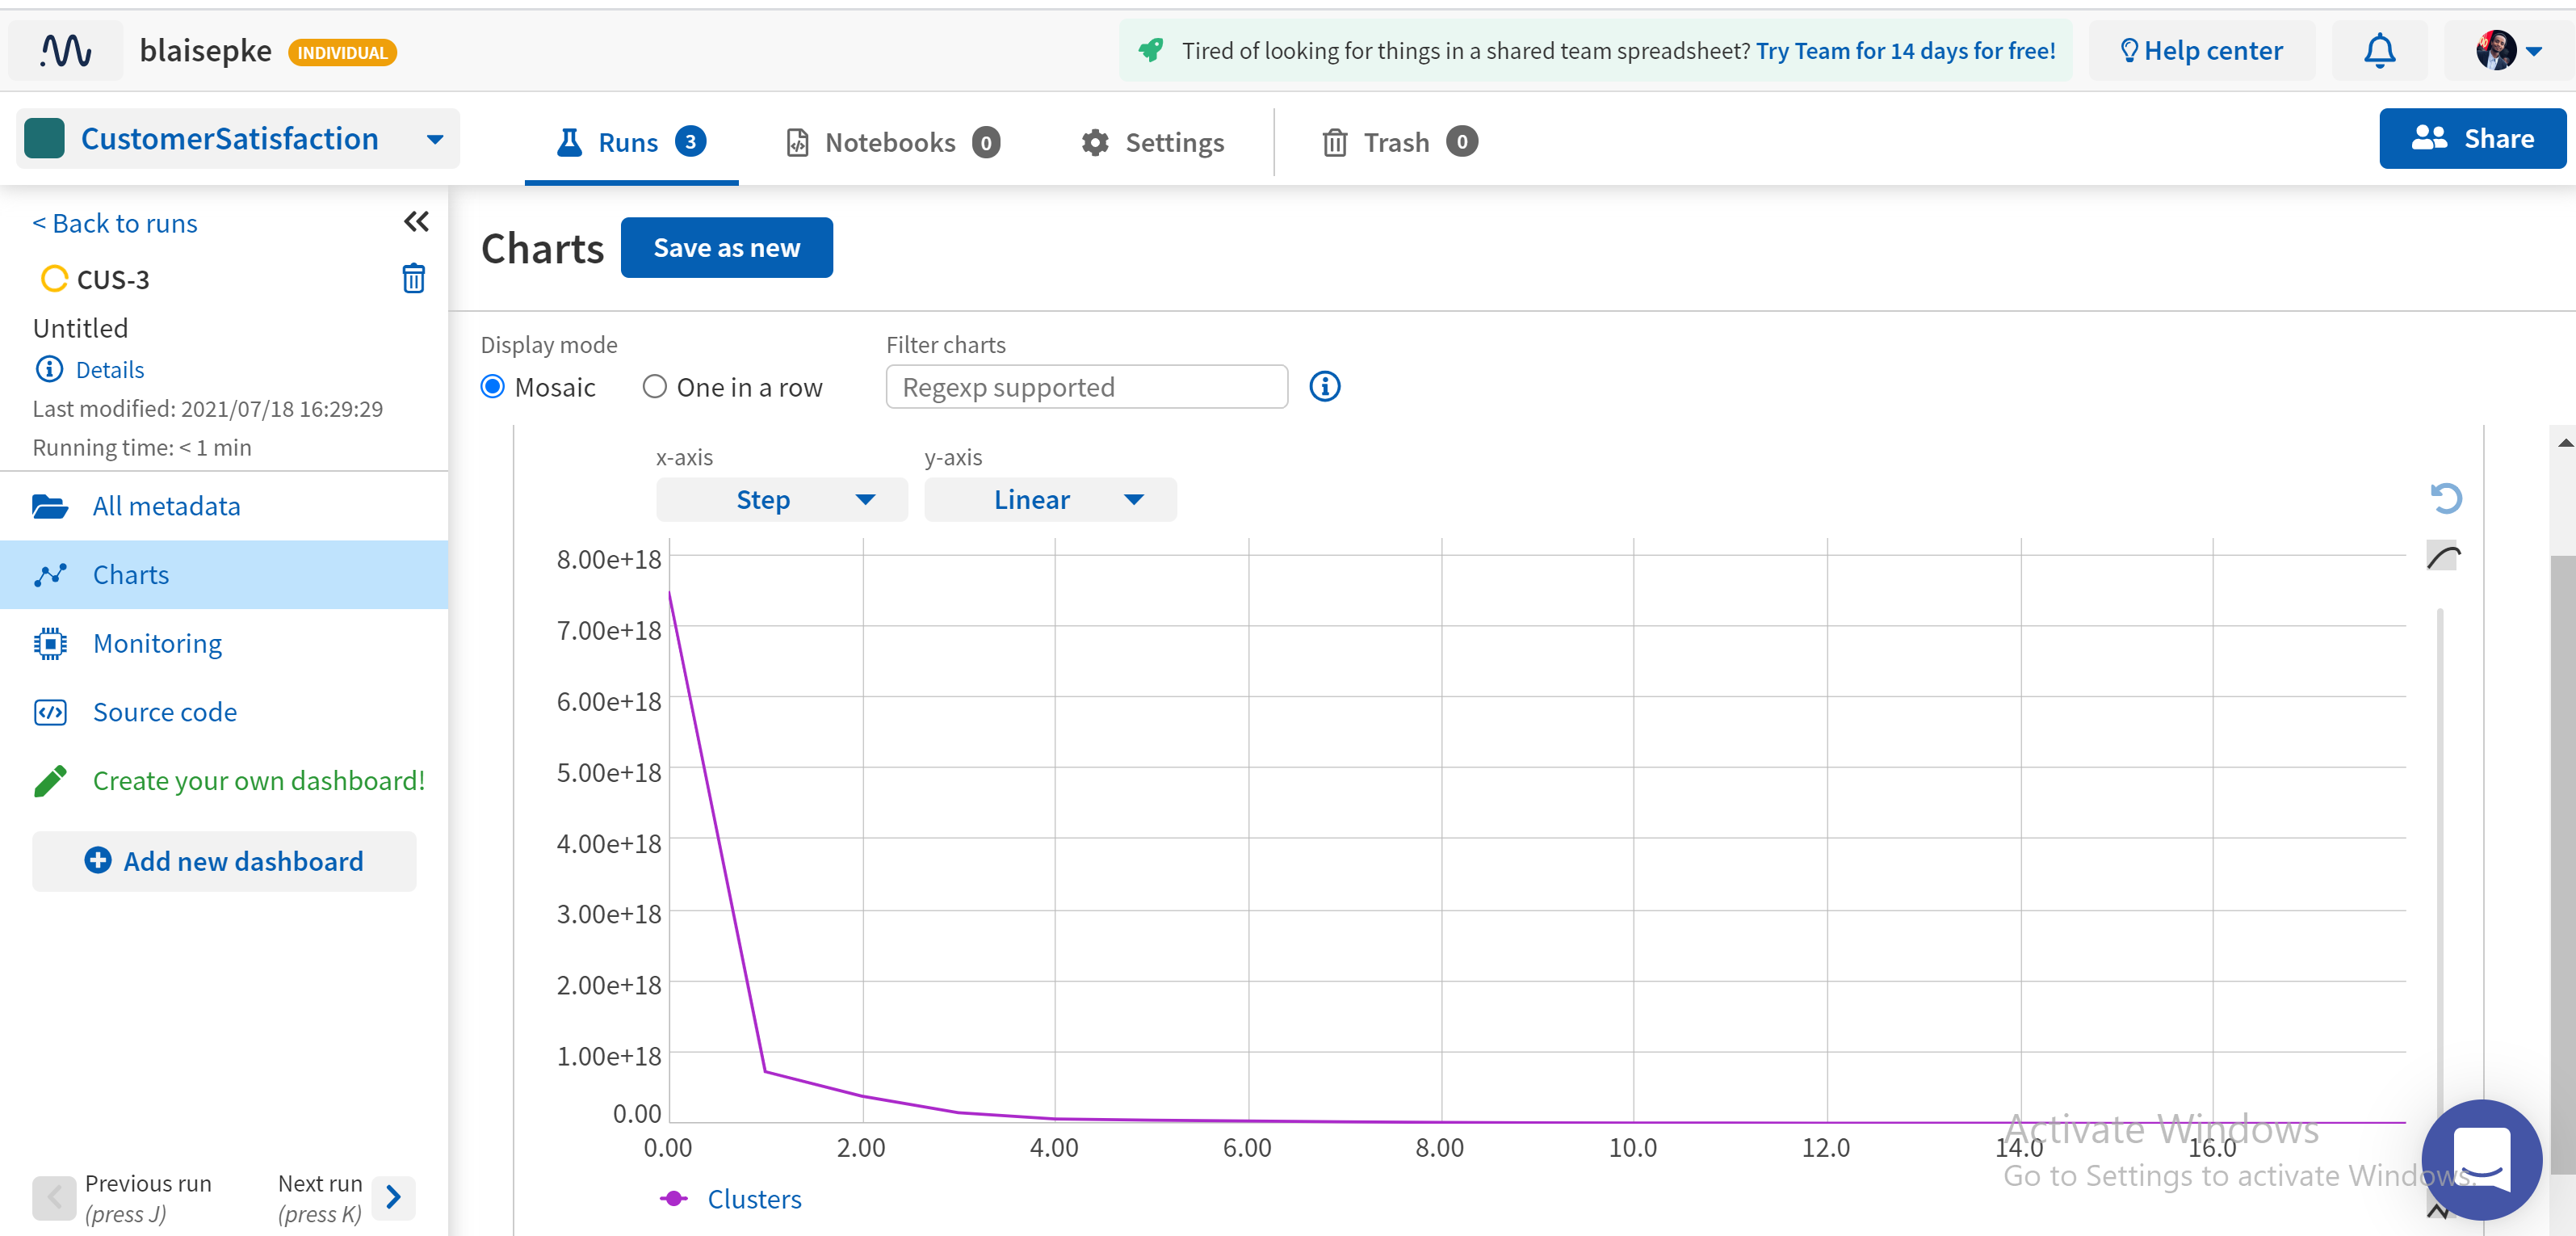 blaisepke INDIVIDUAL
Tired of looking for things in a shared team spreadsheet? Try Team for 14 days for free!
Help center
CustomerSatisfaction
Runs 3
Notebooks 0
Settings
Trash 0
Share
< Back to runs
CUS-3
Untitled
Details
Last modified: 2021/07/18 16:29:29
Running time: < 1 min
All metadata
Charts
Monitoring
Source code
Create your own dashboard!
Add new dashboard
Previous run
(press J)
Next run
(press K)
Charts
Save as new
Display mode
Mosaic
One in a row
Filter charts
Regexp supported
x-axis
Step
y-axis
Linear
8.00e+18
7.00e+18
6.00e+18
5.00e+18
4.00e+18
3.00e+18
2.00e+18
1.00e+18
0.00
0.00 2.00 4.00 6.00 8.00 10.0 12.0 14.0 16.0
Clusters
Activate Windows
Go to Settings to activate Windows.